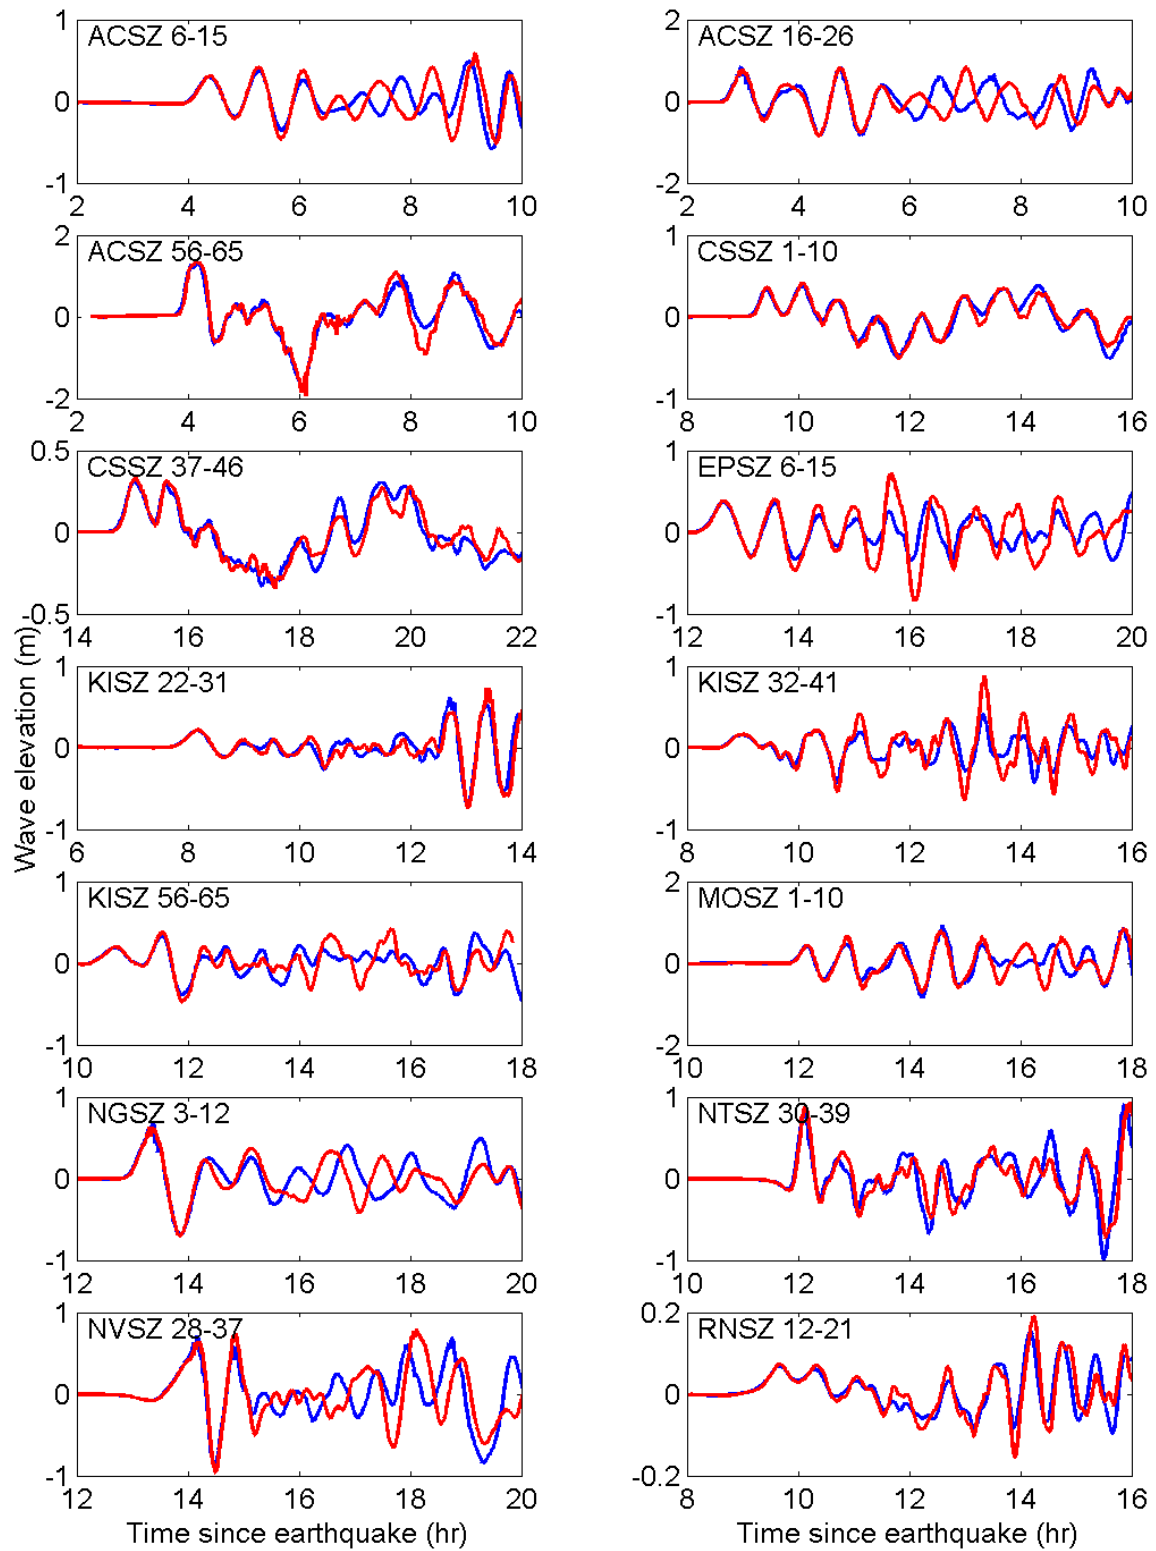 1
0
-1
ACSZ 6-15
2 4 6 8 10
2
0
-2
ACSZ 16-26
2 4 6 8 10
2
0
-2
ACSZ 56-65
2 4 6 8 10
1
0
-1
CSSZ 1-10
8 10 12 14 16
0.5
0
-0.5
CSSZ 37-46
14 16 18 20 22
1
0
-1
EPSZ 6-15
12 14 16 18 20
Wave elevation (m)
1
0
-1
KISZ 22-31
6 8 10 12 14
1
0
-1
KISZ 32-41
8 10 12 14 16
1
0
-1
KISZ 56-65
10 12 14 16 18
2
0
-2
MOSZ 1-10
10 12 14 16 18
1
0
-1
NGSZ 3-12
12 14 16 18 20
1
0
-1
NTSZ 30-39
10 12 14 16 18
1
0
-1
NVSZ 28-37
12 14 16 18 20
Time since earthquake (hr)
0.2
0
-0.2
RNSZ 12-21
8 10 12 14 16
Time since earthquake (hr)